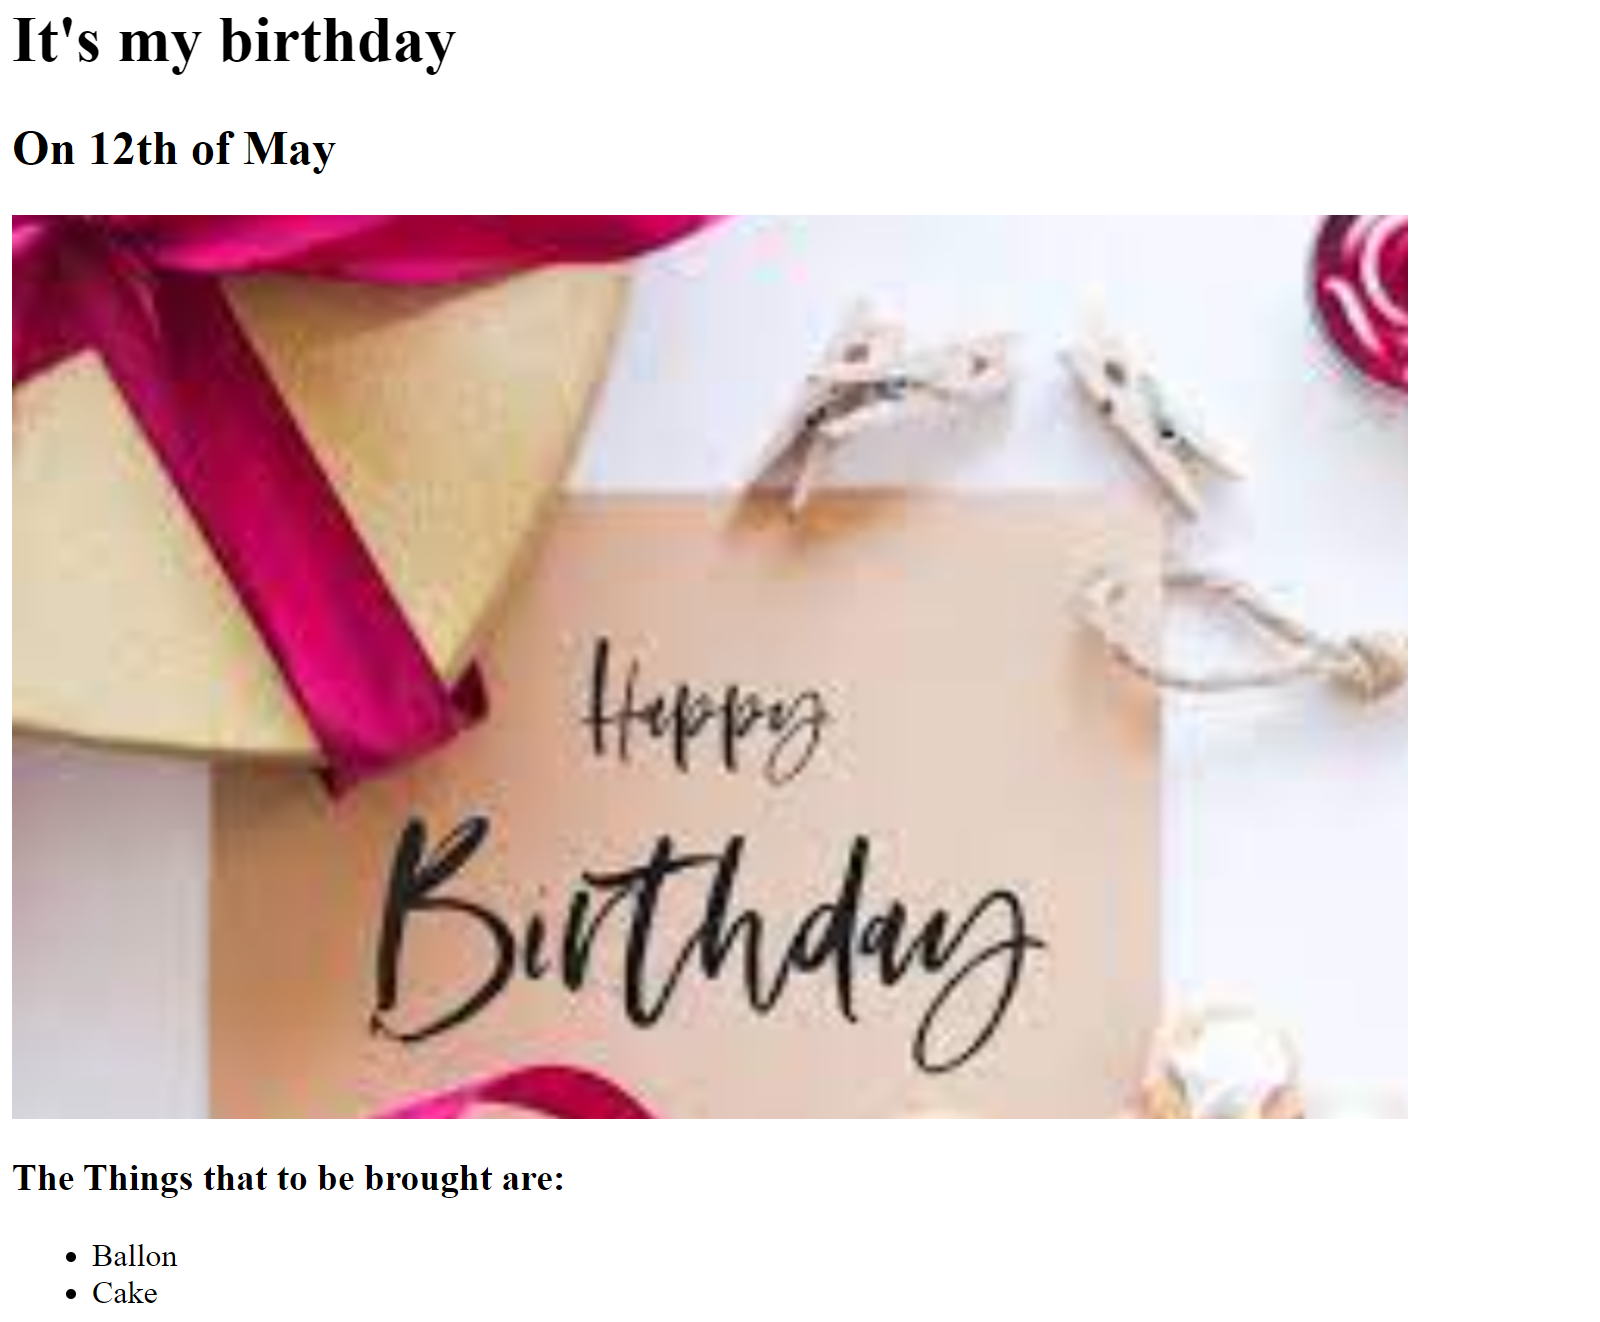 It's my birthday
On 12th of May
Happy
Birthday
The Things that to be brought are:
Ballon
Cake